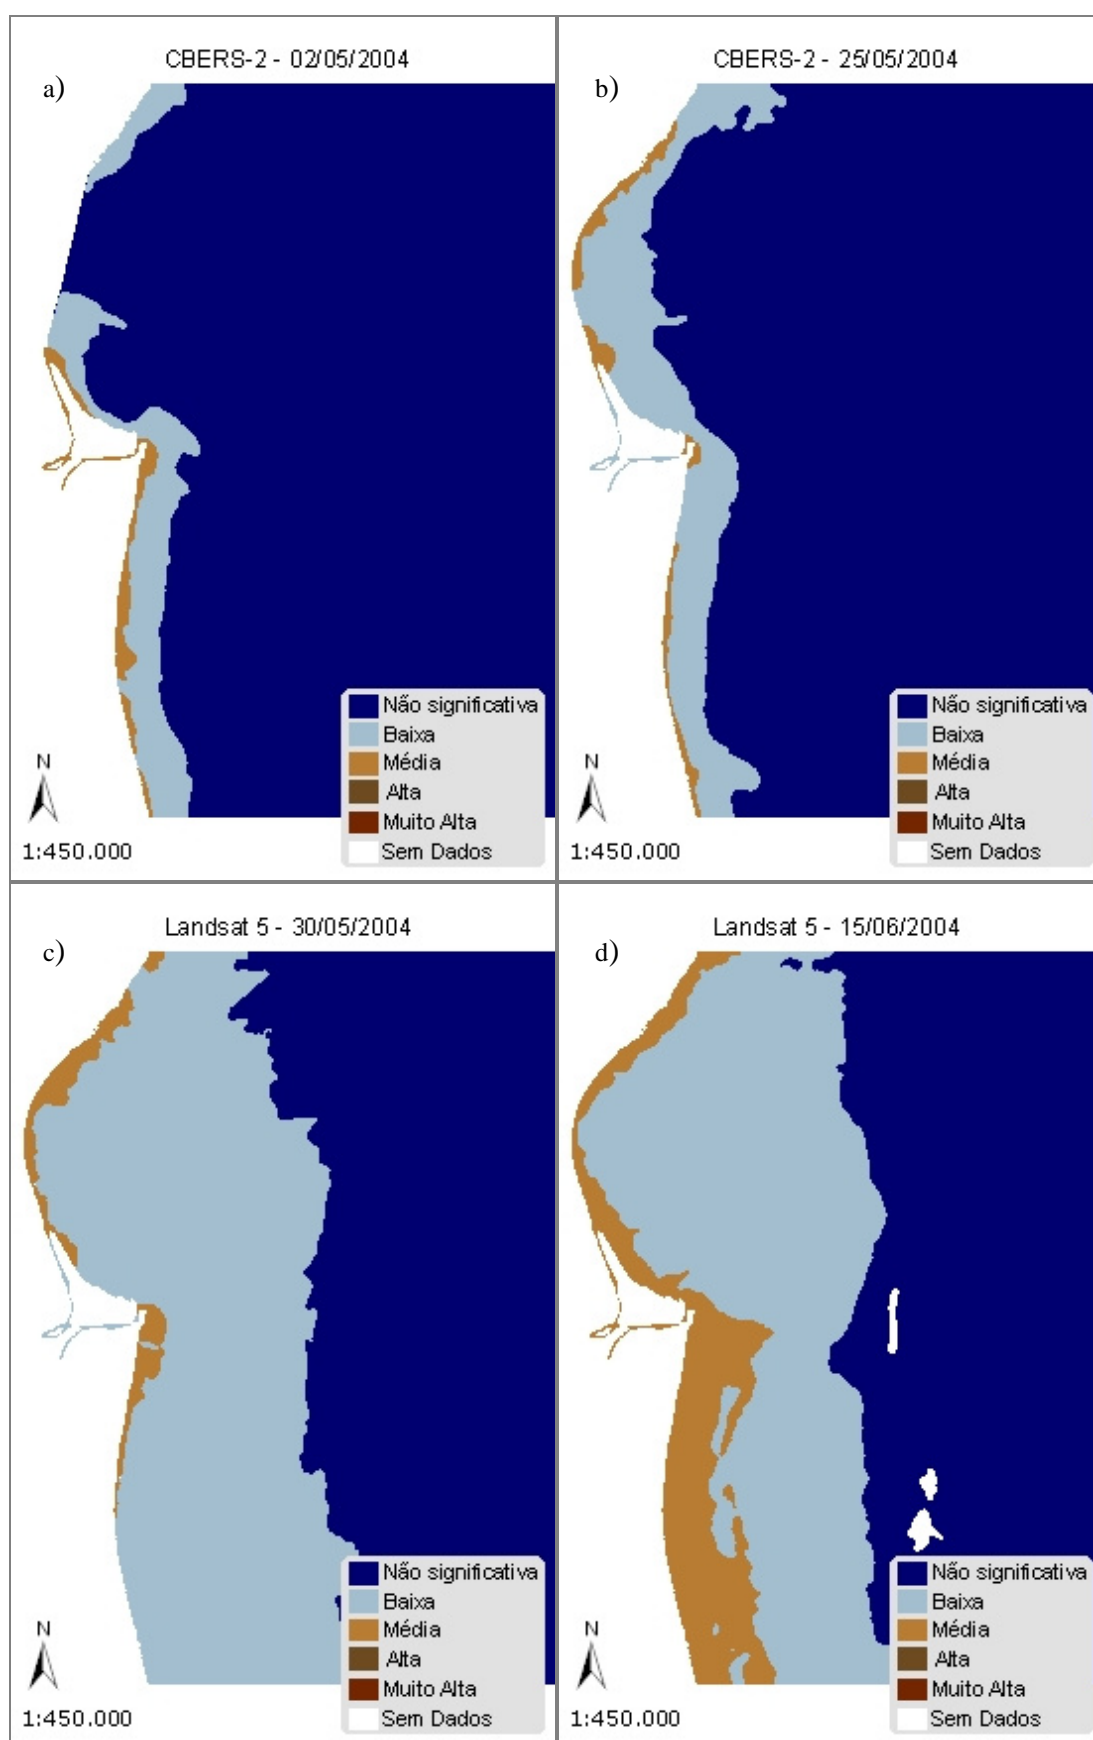 CBERS-2 - 02/05/2004
a)
Não significativa
Baixa
Média
Alta
Muito Alta
Sem Dados
N
1:450.000
CBERS-2 - 25/05/2004
b)
Não significativa
Baixa
Média
Alta
Muito Alta
Sem Dados
N
1:450.000
Landsat 5 - 30/05/2004
c)
Não significativa
Baixa
Média
Alta
Muito Alta
Sem Dados
N
1:450.000
Landsat 5 - 15/06/2004
d)
Não significativa
Baixa
Média
Alta
Muito Alta
Sem Dados
N
1:450.000